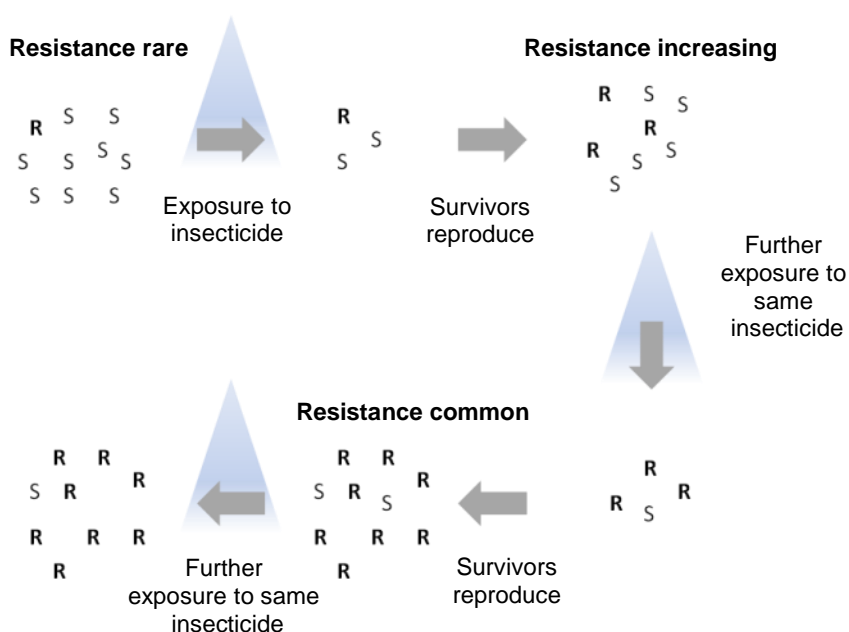 Resistance rare
S S
R
S S S S
S S S
Exposure to
insecticide
R
S
S
Survivors
reproduce
Resistance increasing
R S S
R
R S S
S
Further
exposure to
same
insecticide
R
R S R
Survivors
reproduce
Resistance common
R R
R
S R S
R R R
R
Further
exposure to same
insecticide
R R
R
S R
R R R
R